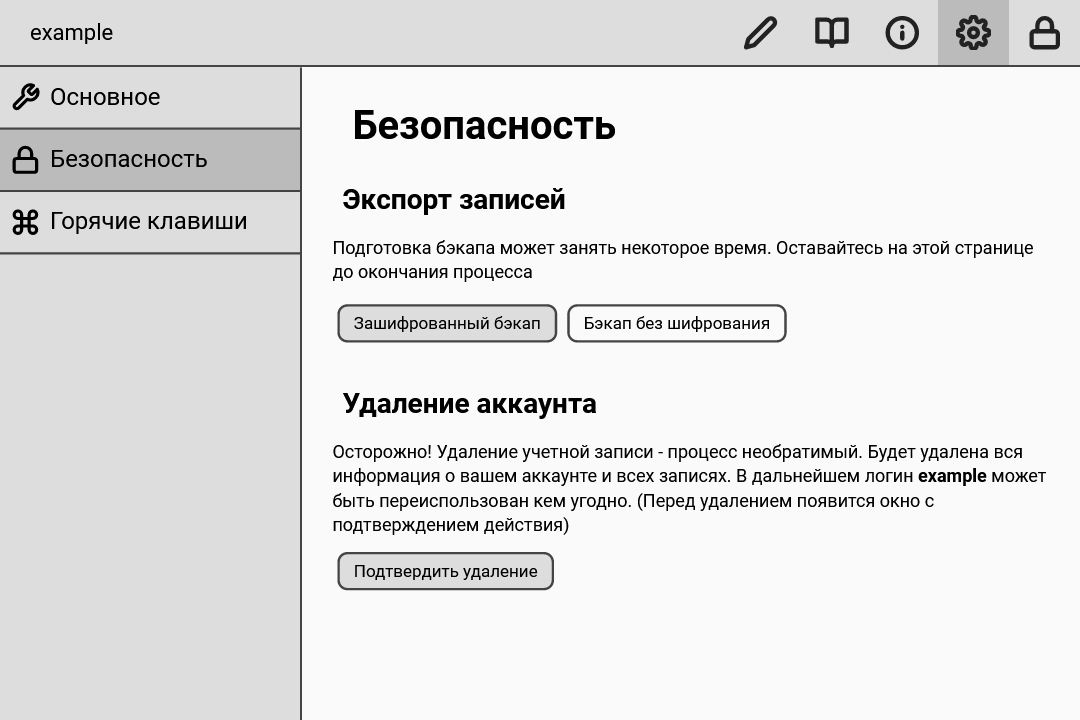 example
Основное
Безопасность
Горячие клавиши
Безопасность
Экспорт записей
Подготовка бэкапа может занять некоторое время. Оставайтесь на этой странице
до окончания процесса
Зашифрованный бэкап
Бэкап без шифрования
Удаление аккаунта
Осторожно! Удаление учетной записи - процесс необратимый. Будет удалена вся
информация о вашем аккаунте и всех записях. В дальнейшем логин example может
быть переиспользован кем угодно. (Перед удалением появится окно с
подтверждением действия)
Подтвердить удаление